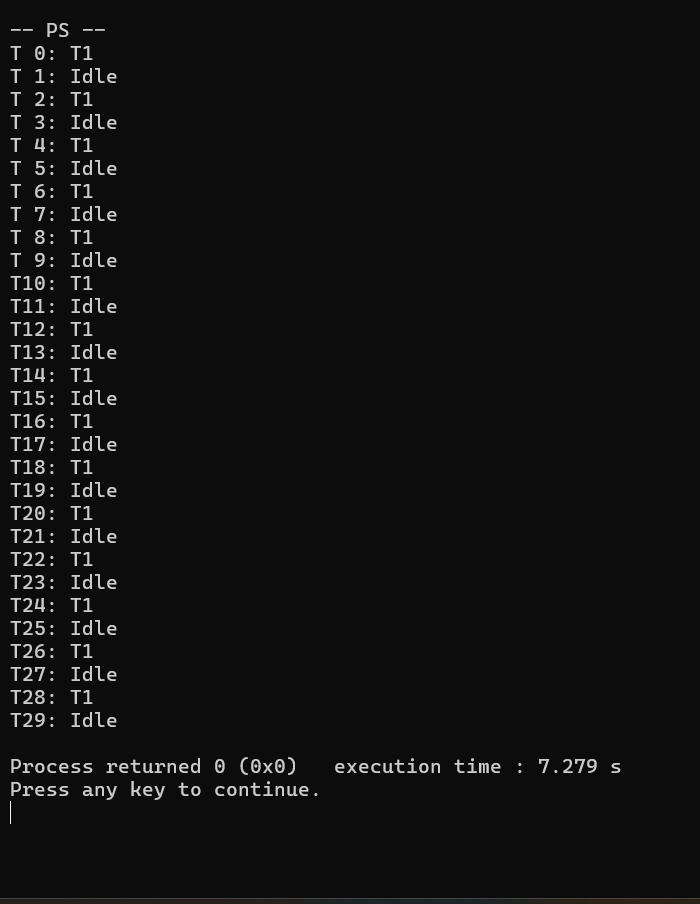 -- PS --
T 0: T1
T 1: Idle
T 2: T1
T 3: Idle
T 4: T1
T 5: Idle
T 6: T1
T 7: Idle
T 8: T1
T 9: Idle
T10: T1
T11: Idle
T12: T1
T13: Idle
T14: T1
T15: Idle
T16: T1
T17: Idle
T18: T1
T19: Idle
T20: T1
T21: Idle
T22: T1
T23: Idle
T24: T1
T25: Idle
T26: T1
T27: Idle
T28: T1
T29: Idle
Process returned 0 (0x0)   execution time : 7.279 s
Press any key to continue.